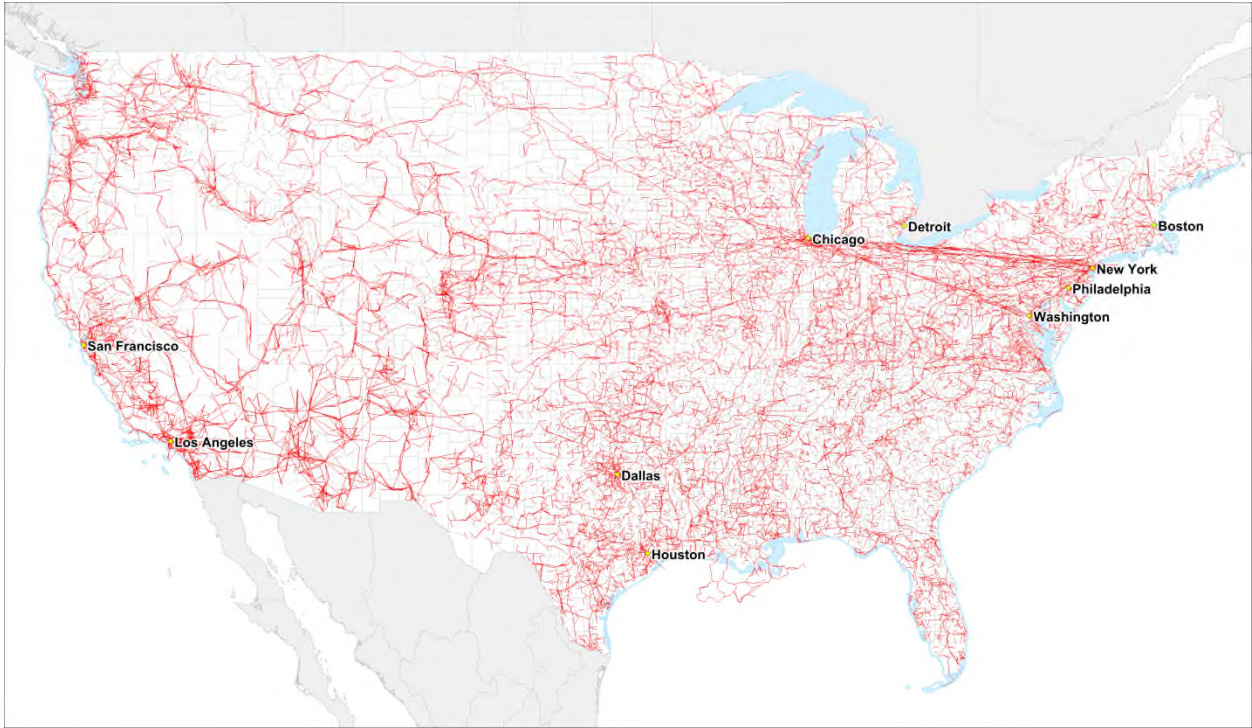 Detroit
Boston
Chicago
New York
Philadelphia
Washington
San Francisco
Los Angeles
Dallas
Houston